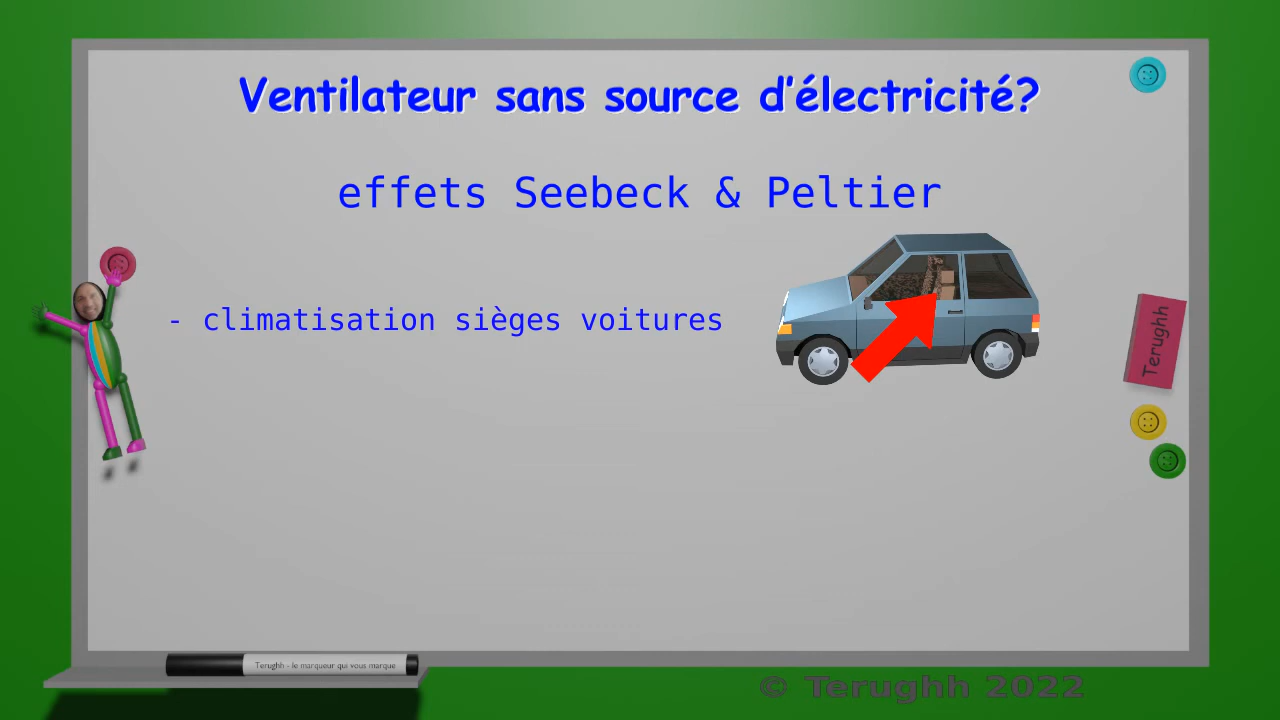 Ventilateur sans source d'électricité?
effets Seebeck & Peltier
- climatisation sièges voitures
Terughh
Terughh - le marqueur qui vous marque
© Terughh 2022